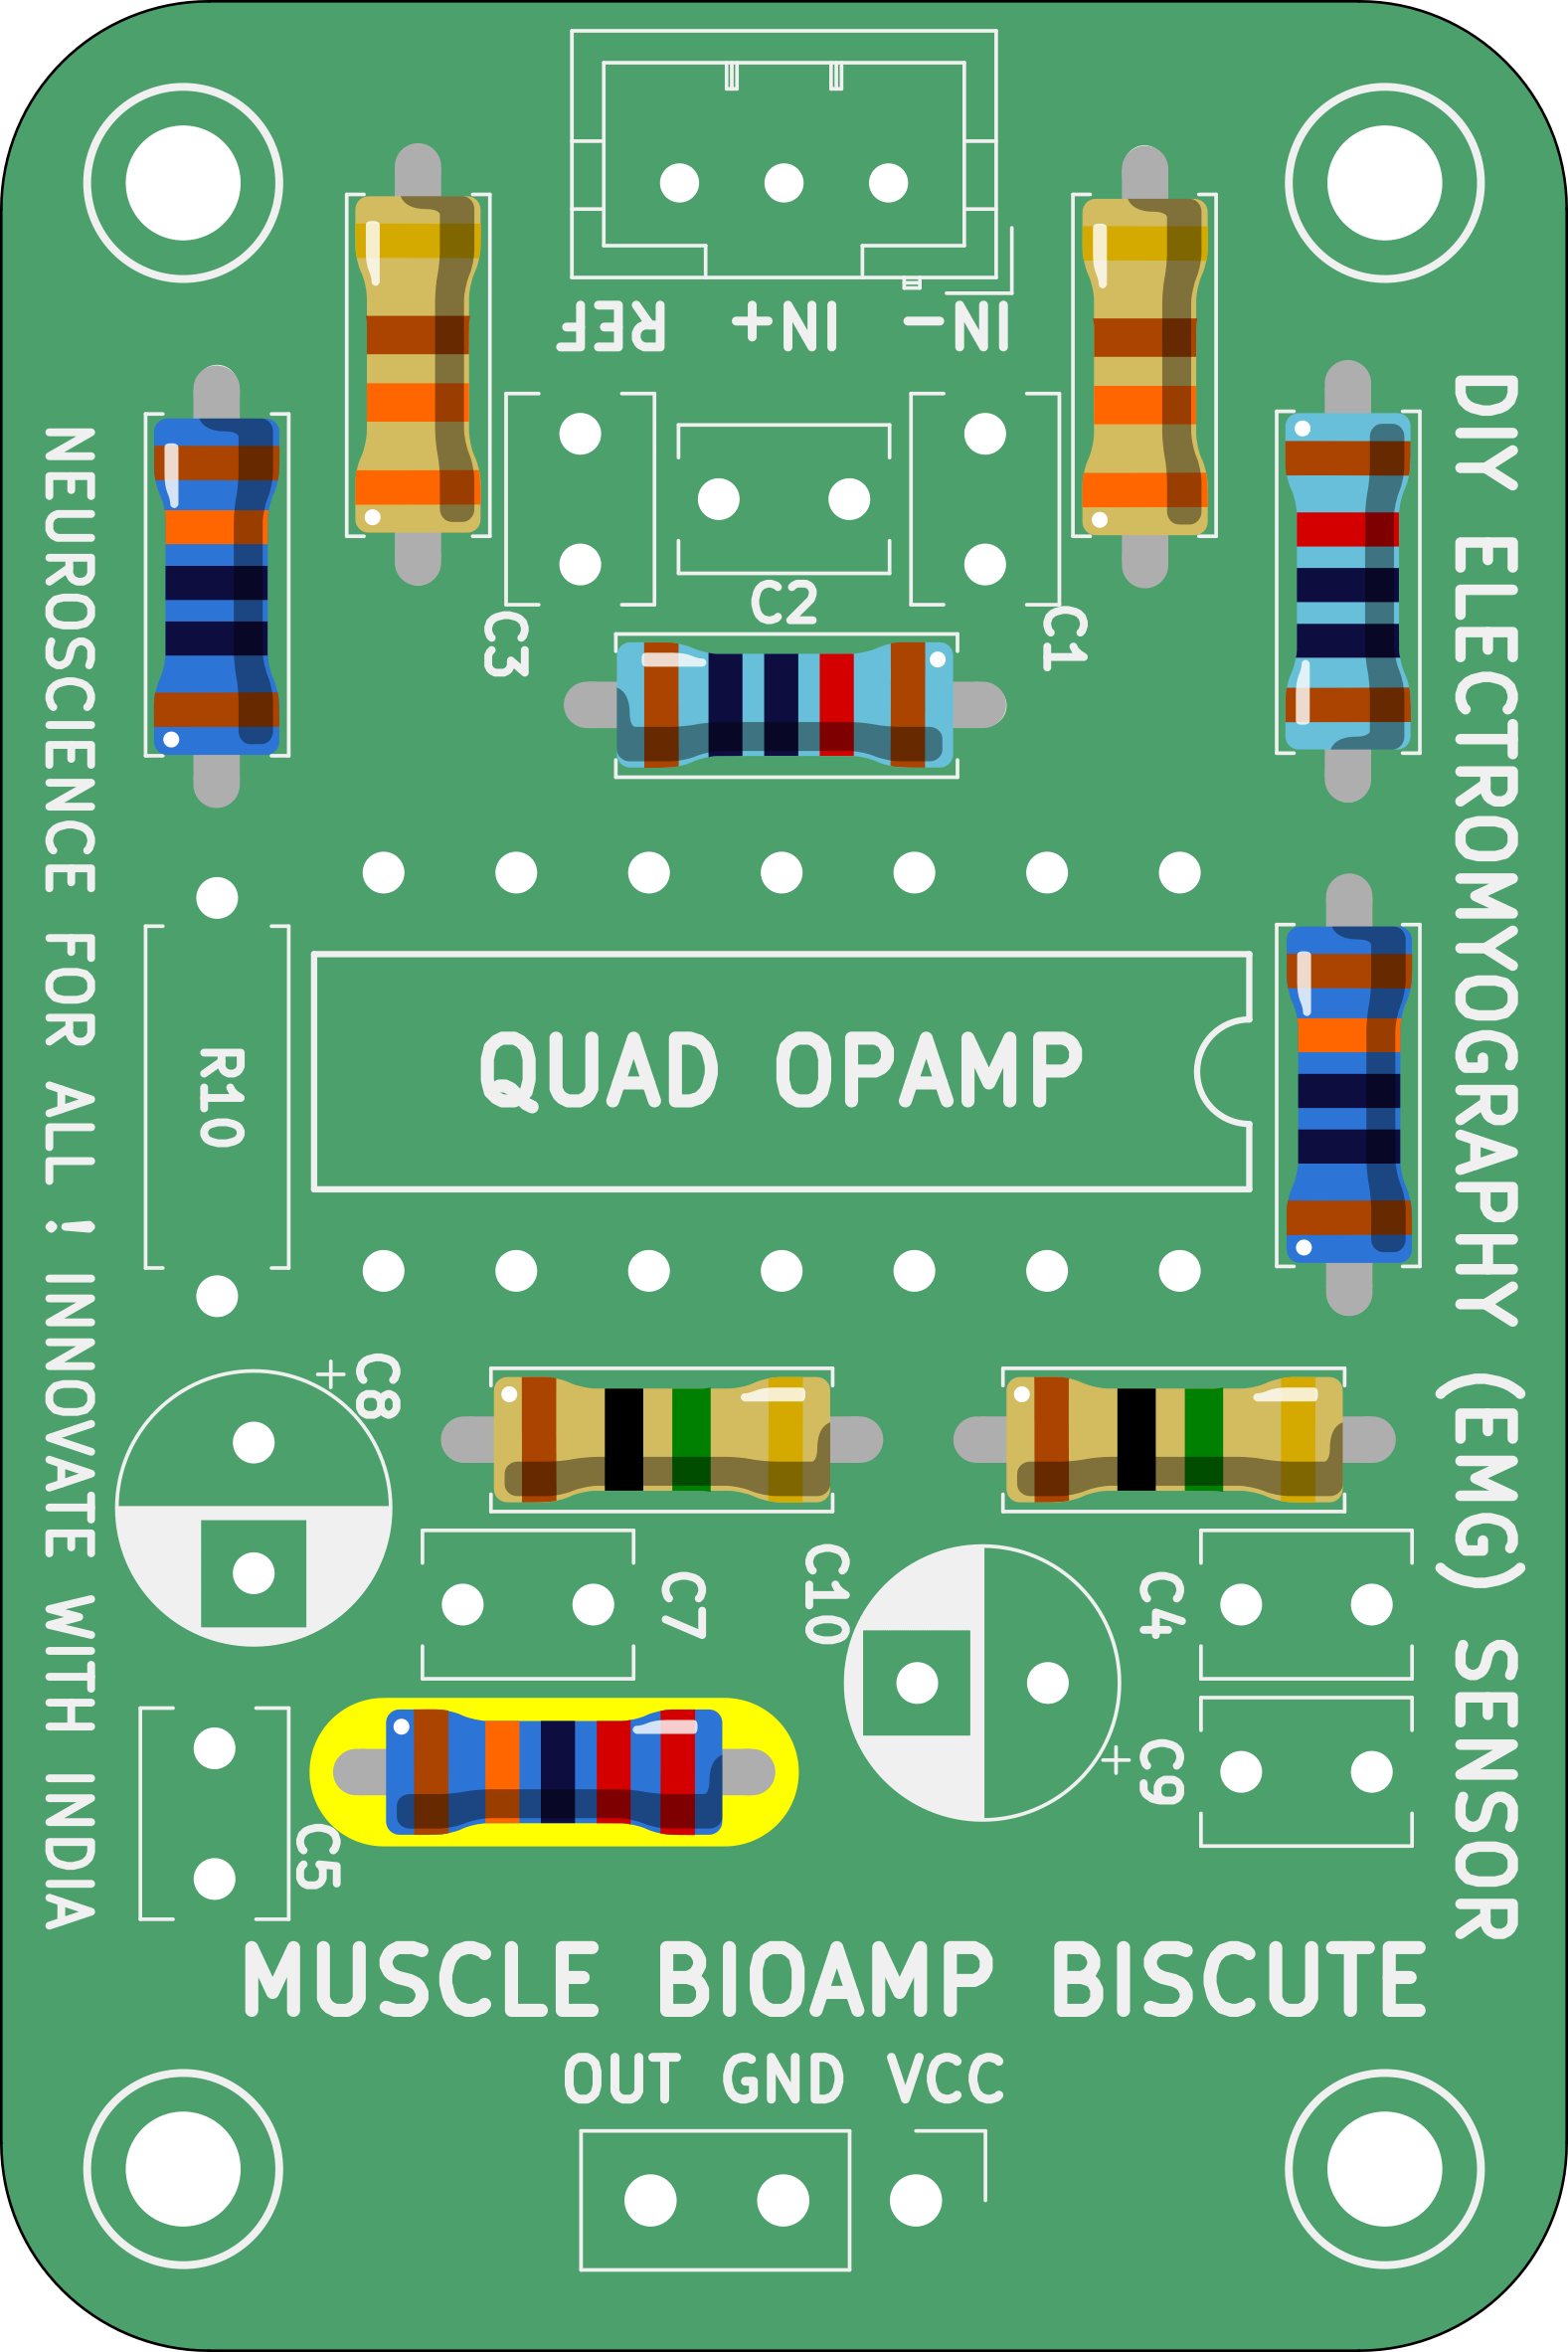 REF IN+ IN-
C3
C2
C1
DIY ELECTROMYOGRAPHY (EMG) SENSOR
NEUROSCIENCE FOR ALL ! INNOVATE WITH INDIA
QUAD OPAMP
R10
C8
C7
C10
C4
C9
C5
MUSCLE BIOAMP BISCUTE
OUT GND VCC